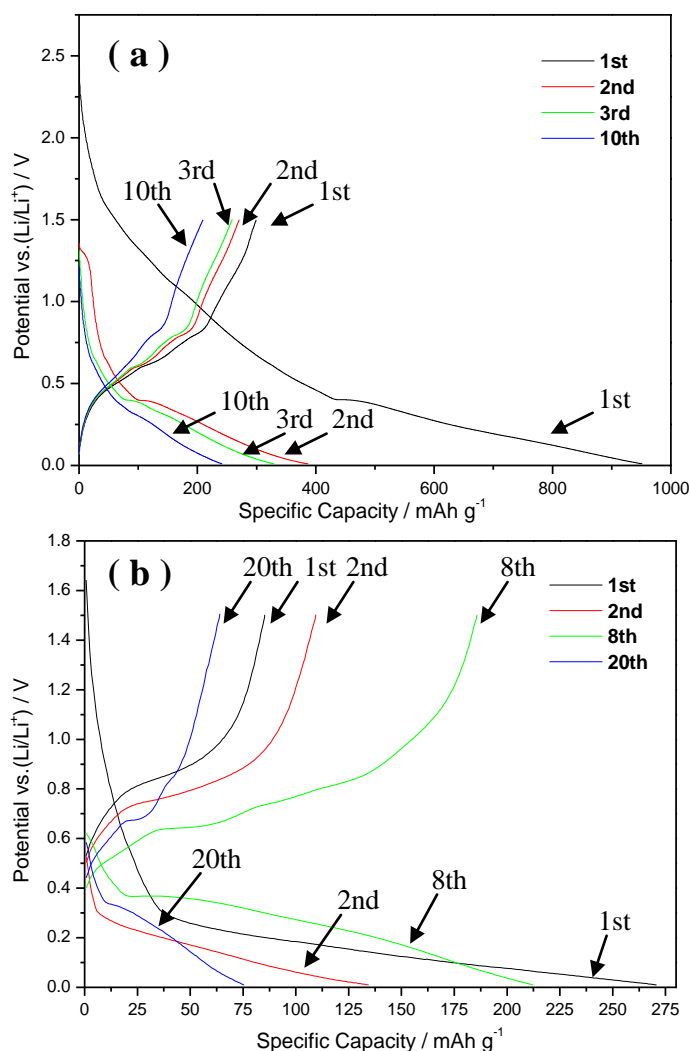 ( a )
1st
2nd
3rd
10th
10th
3rd
2nd
1st
1st
10th
3rd
2nd
2.5
2.0
1.5
1.0
0.5
0.0
0
200
400
600
800
1000
Potential vs.(Li/Li+) / V
Specific Capacity / mAh g-1
( b )
1st
2nd
8th
20th
20th
1st
2nd
8th
20th
2nd
8th
1st
1.8
1.6
1.4
1.2
1.0
0.8
0.6
0.4
0.2
0.0
0
25
50
75
100
125
150
175
200
225
250
275
Potential vs.(Li/Li+) / V
Specific Capacity / mAh g-1